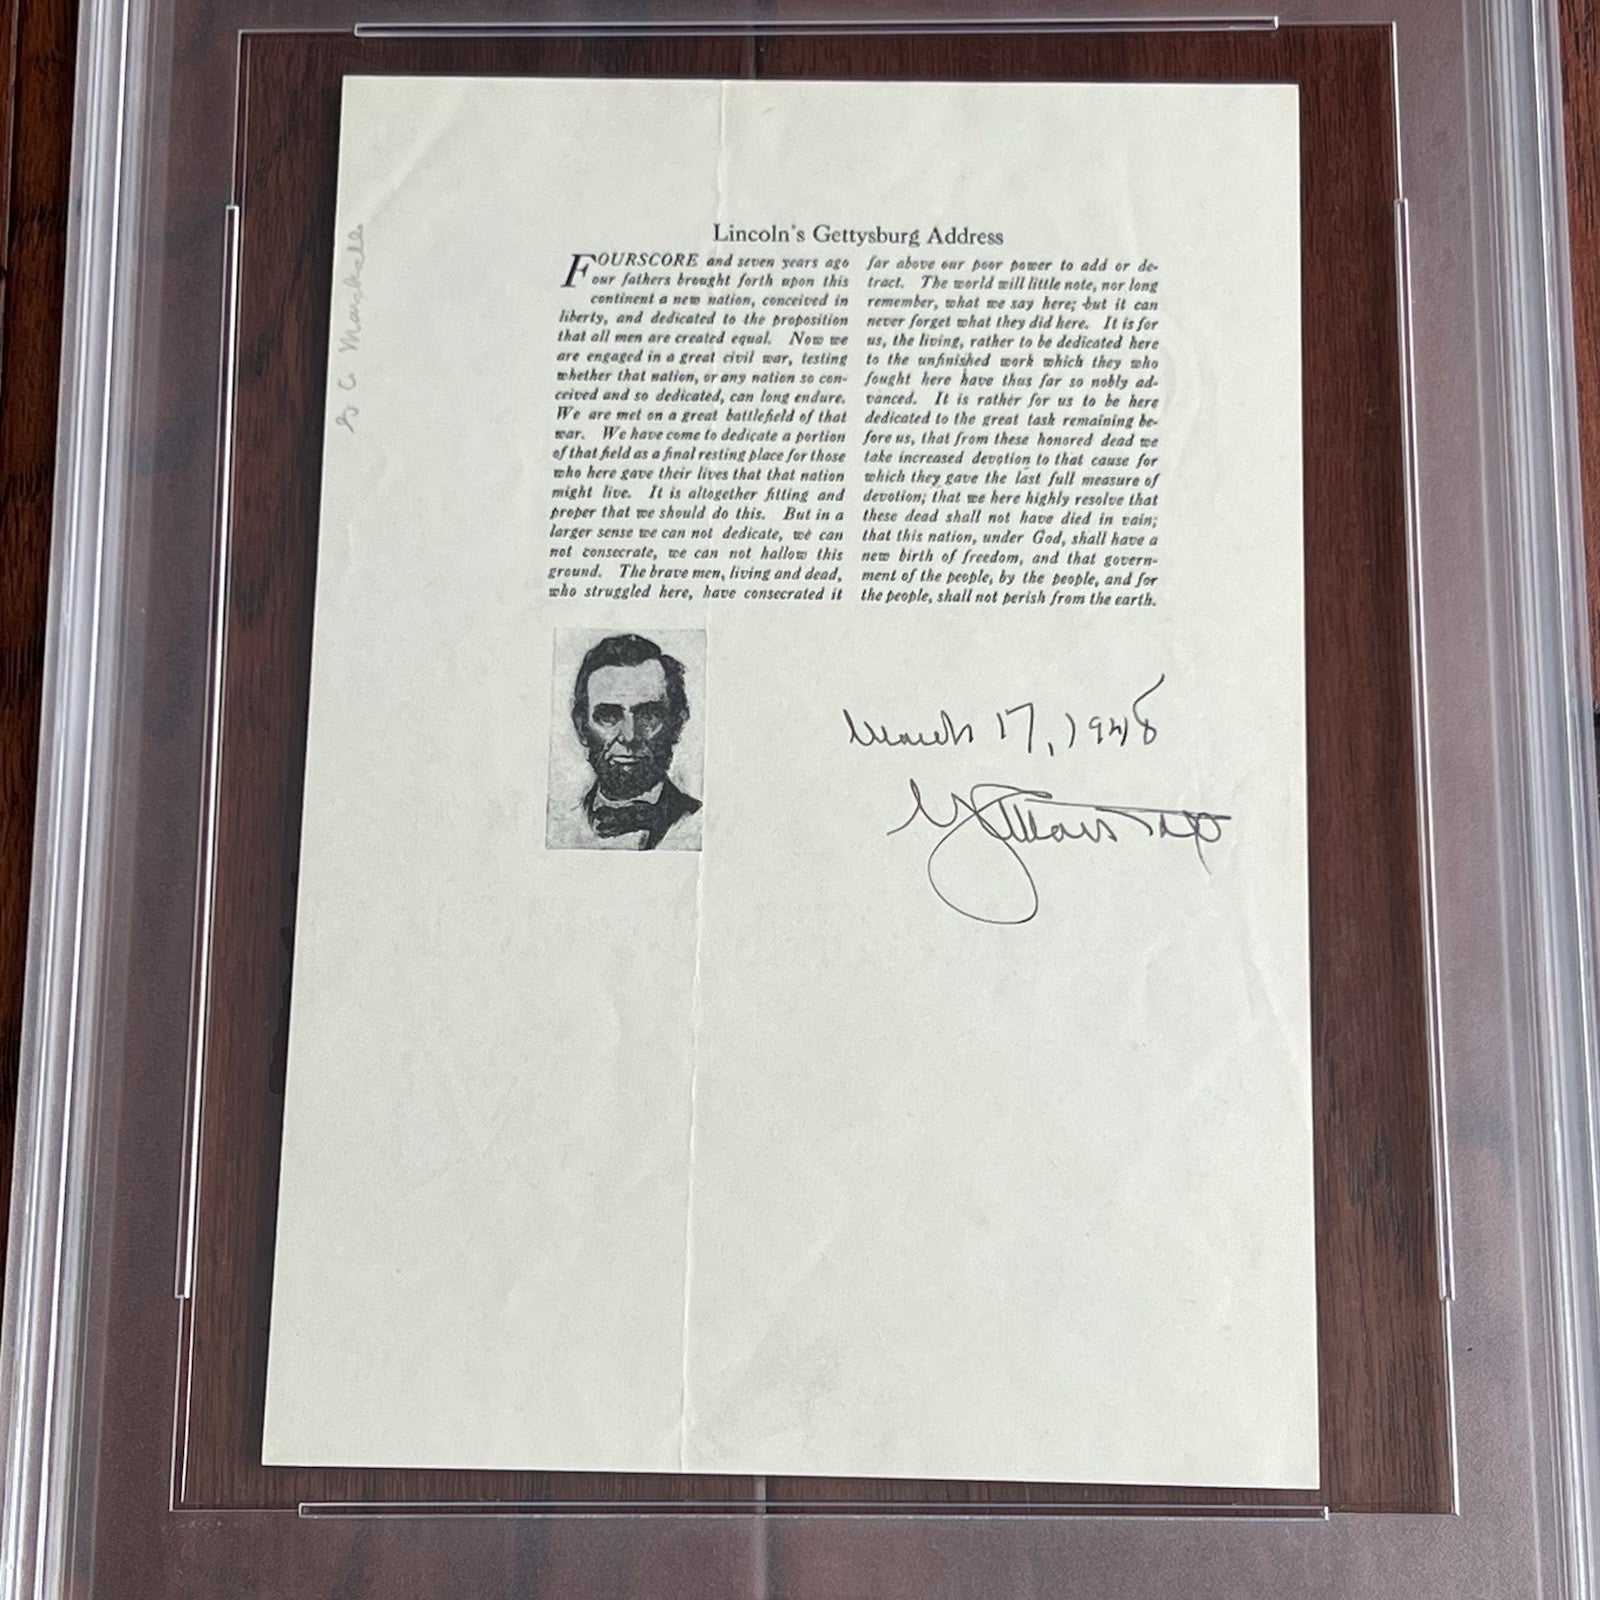 Lincoln's Gettysburg Address
FOURSCORE and seven years ago
our fathers brought forth upon this
continent a new nation, conceived in
liberty, and dedicated to the proposition
that all men are created equal. Now we
are engaged in a great civil war, testing
whether that nation, or any nation so con-
ceived and so dedicated, can long endure.
We are met on a great battlefield of that
war. We have come to dedicate a portion
of that field as a final resting place for those
who here gave their lives that that nation
might live. It is altogether fitting and
proper that we should do this. But in a
larger sense we can not dedicate, we can
not consecrate, we can not hallow this
ground. The brave men, living and dead,
who struggled here, have consecrated it
far above our poor power to add or de-
tract. The world will little note, nor long
remember, what we say here; but it can
never forget what they did here. It is for
us, the living, rather to be dedicated here
to the unfinished work which they who
fought here have thus far so nobly ad-
vanced. It is rather for us to be here
dedicated to the great task remaining be-
fore us, that from these honored dead we
take increased devotion to that cause for
which they gave the last full measure of
devotion; that we here highly resolve that
these dead shall not have died in vain;
that this nation, under God, shall have a
new birth of freedom, and that govern-
ment of the people, by the people, and for
the people, shall not perish from the earth.
March 17, 1948
G. C. Marshall